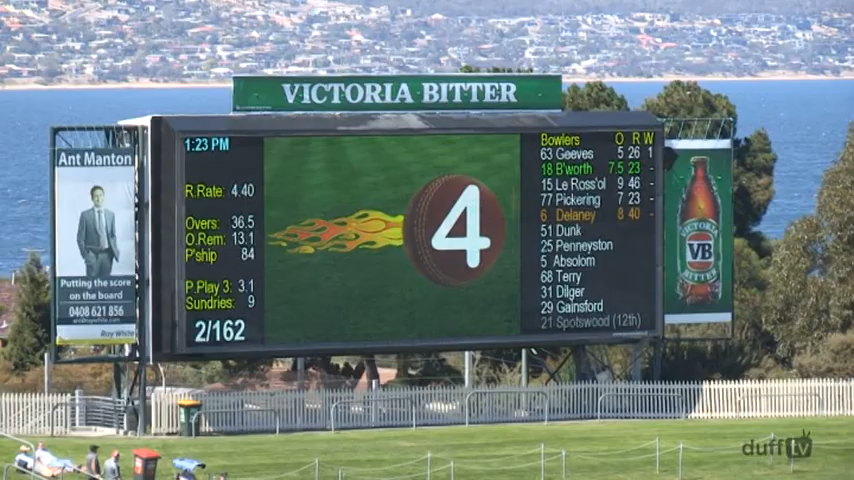 VICTORIA BITTER
Ant Manton
Putting the score
on the board
0408 621 856
Ray White
1:23 PM
R.Rate: 4.40
Overs: 36.5
O.Rem: 13.1
P'ship 84
P.Play 3: 3.1
Sundries: 9
2/162
4
Bowlers O R W
63 Geeves 5 26 1
18 B'worth 7.5 23 -
15 Le Ross'ol 9 46 -
77 Pickering 7 23 -
6 Delaney 8 40 -
51 Dunk
25 Penneyston
5 Absolom
68 Terry
31 Dilger
29 Gainsford
21 Spotswood (12th)
VICTORIA
VB
BITTER
duff tv